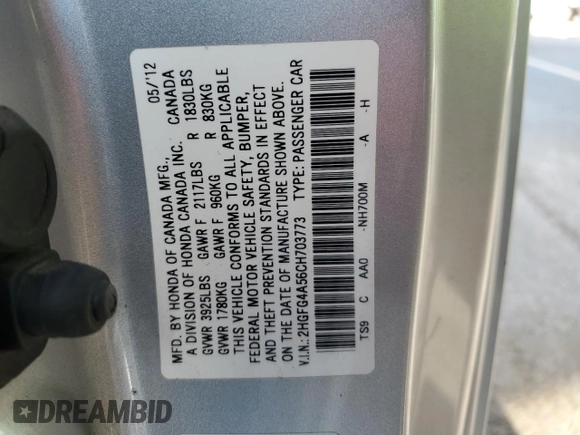 MFD. BY HONDA OF CANADA MFG., 05/'12
A DIVISION OF HONDA CANADA INC. CANADA
GVWR 3925LBS GAWR F 2117LBS R 1830LBS
GVWR 1780KG GAWR F 960KG R 830KG
THIS VEHICLE CONFORMS TO ALL APPLICABLE
FEDERAL MOTOR VEHICLE SAFETY, BUMPER,
AND THEFT PREVENTION STANDARDS IN EFFECT
ON THE DATE OF MANUFACTURE SHOWN ABOVE.
V.I.N.: 2HGFG4A56CH703773 TYPE: PASSENGER CAR
TS9 C AA0 -NH700M -A -H
DREAMBID